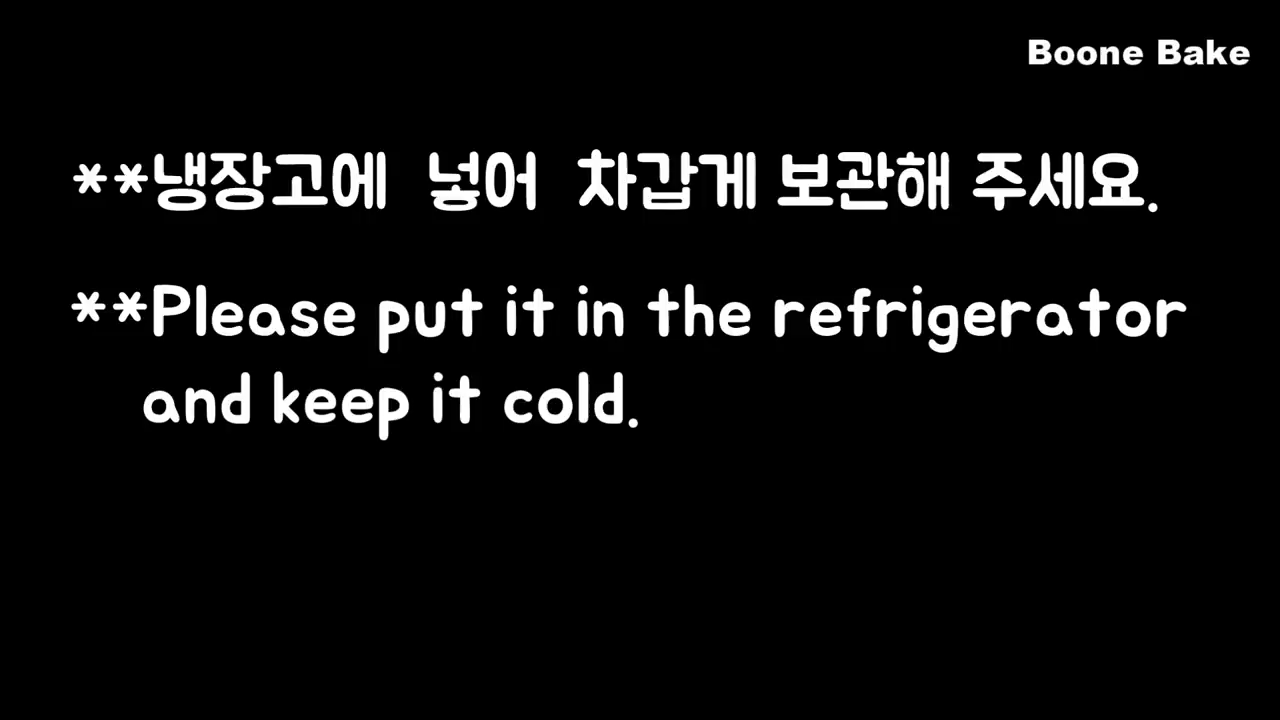 Boone Bake
**냉장고에 넣어 차갑게 보관해 주세요.
**Please put it in the refrigerator
and keep it cold.